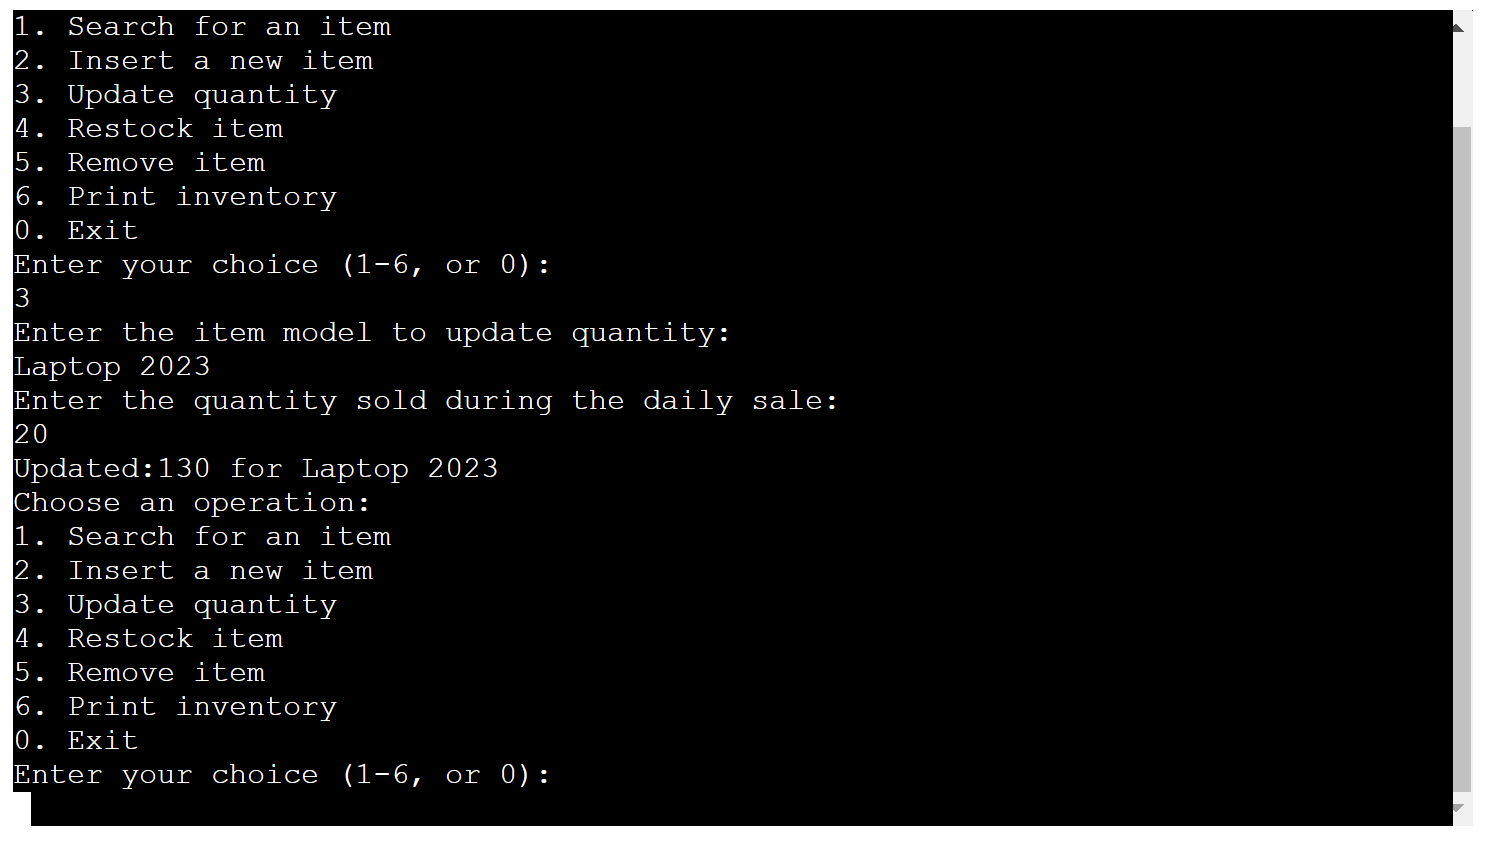 1. Search for an item
2. Insert a new item
3. Update quantity
4. Restock item
5. Remove item
6. Print inventory
0. Exit
Enter your choice (1-6, or 0):
3
Enter the item model to update quantity:
Laptop 2023
Enter the quantity sold during the daily sale:
20
Updated:130 for Laptop 2023
Choose an operation:
1. Search for an item
2. Insert a new item
3. Update quantity
4. Restock item
5. Remove item
6. Print inventory
0. Exit
Enter your choice (1-6, or 0):